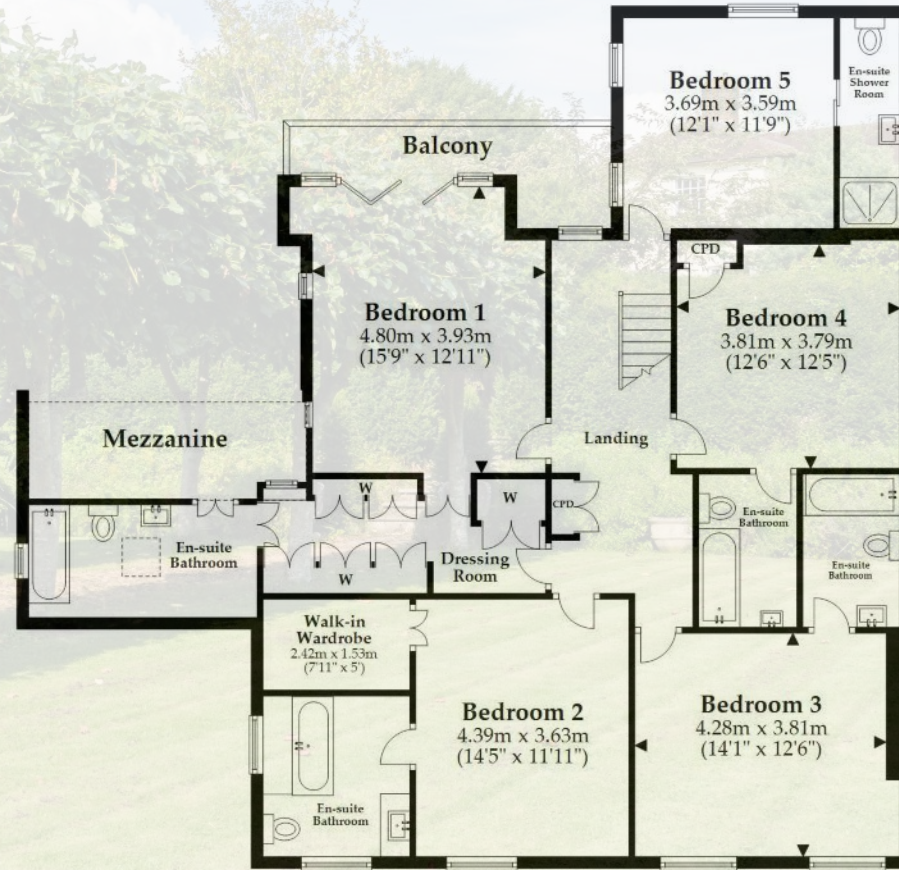 Bedroom 5
3.69m x 3.59m
(12'1" x 11'9")
En-suite
Shower
Room
Balcony
CPD
Bedroom 1
4.80m x 3.93m
(15'9" x 12'11")
Bedroom 4
3.81m x 3.79m
(12'6" x 12'5")
Mezzanine
Landing
W
W
CPD
En-suite
Bathroom
En-suite
Bathroom
Dressing
Room
W
En-suite
Bathroom
Walk-in
Wardrobe
2.42m x 1.53m
(7'11" x 5')
Bedroom 2
4.39m x 3.63m
(14'5" x 11'11")
Bedroom 3
4.28m x 3.81m
(14'1" x 12'6")
En-suite
Bathroom